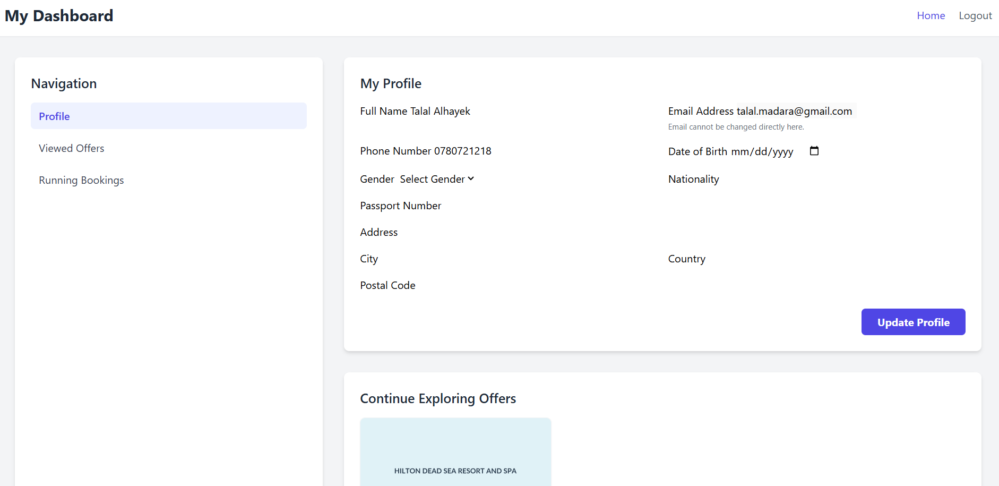 My Dashboard
Home
Logout
Navigation
Profile
Viewed Offers
Running Bookings
My Profile
Full Name Talal Alhayek
Email Address talal.madara@gmail.com
Email cannot be changed directly here.
Phone Number 0780721218
Date of Birth mm/dd/yyyy
Gender Select Gender
Nationality
Passport Number
Address
City
Country
Postal Code
Update Profile
Continue Exploring Offers
HILTON DEAD SEA RESORT AND SPA